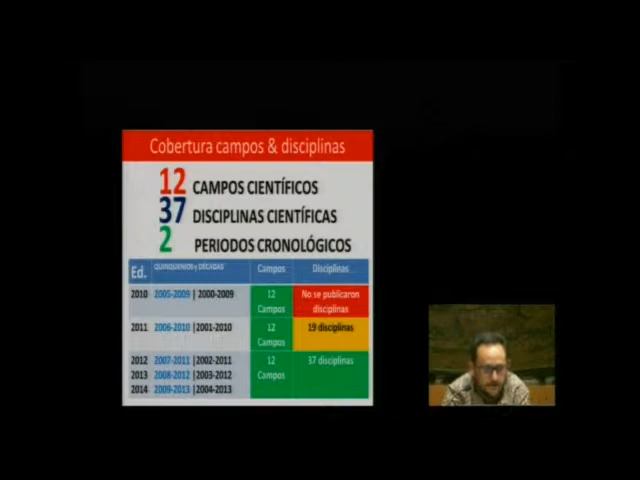 Cobertura campos & disciplinas
12 CAMPOS CIENTÍFICOS
37 DISCIPLINAS CIENTÍFICAS
2 PERIODOS CRONOLÓGICOS
Ed. QUINQUENIOS y DÉCADAS Campos Disciplinas
2010 2005-2009 | 2000-2009 12 Campos No se publicaron disciplinas
2011 2006-2010 |2001-2010 12 Campos 19 disciplinas
2012 2007-2011 |2002-2011 12 Campos 37 disciplinas
2013 2008-2012 |2003-2012
2014 2009-2013 |2004-2013